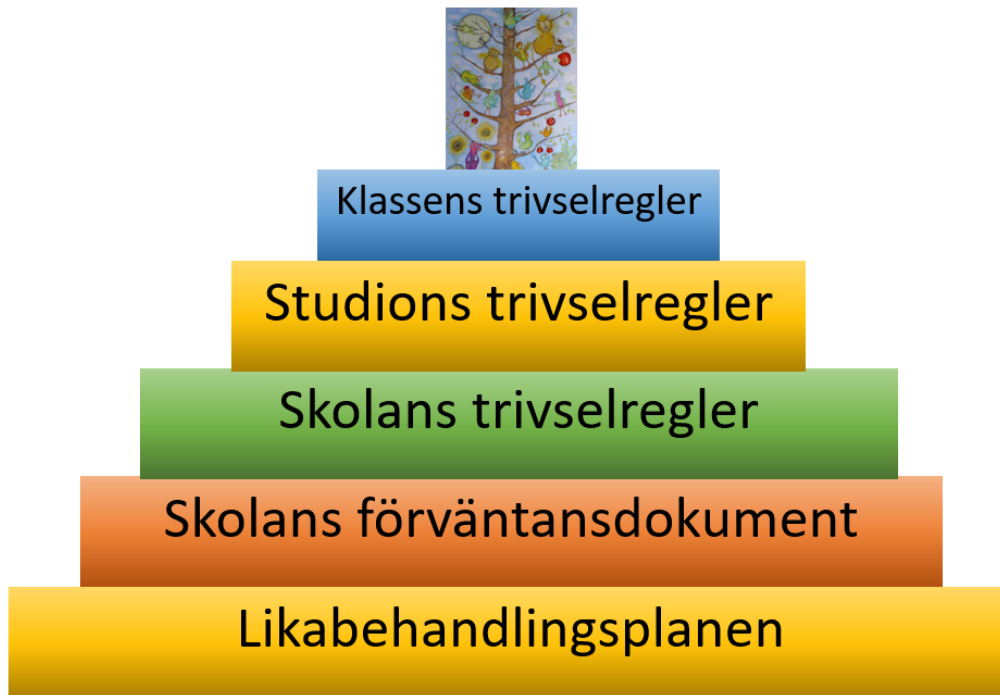 Klassens trivselregler
Studions trivselregler
Skolans trivselregler
Skolans förväntansdokument
Likabehandlingsplanen